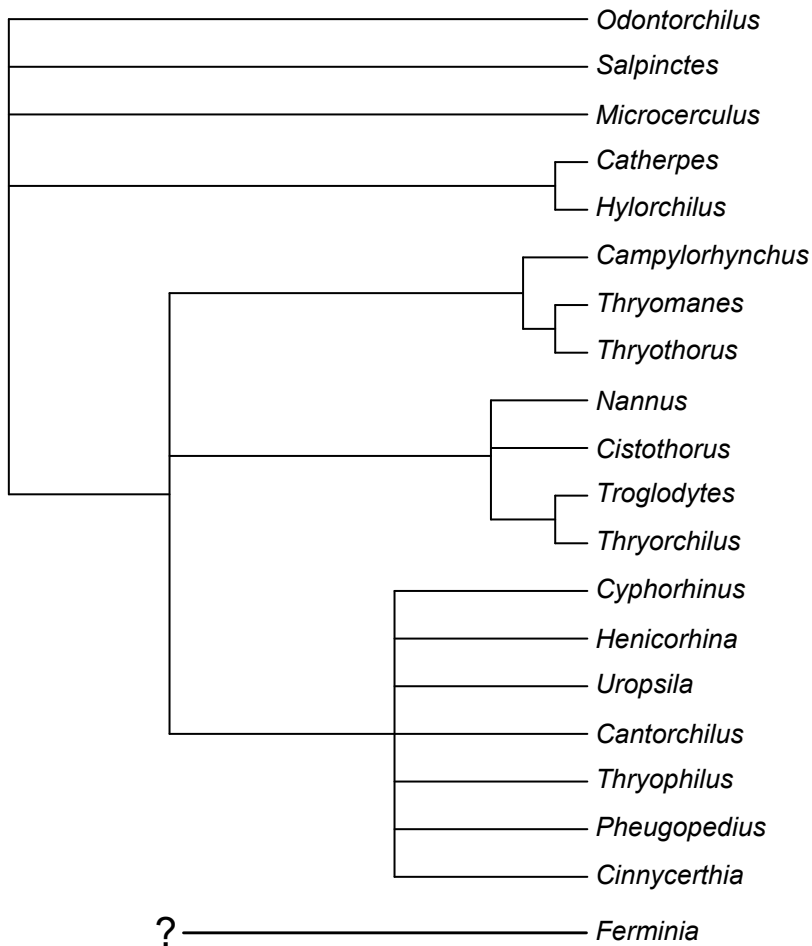 Odontorchilus
Salpinctes
Microcerculus
Catherpes
Hylorchilus
Campylorhynchus
Thryomanes
Thryothorus
Nannus
Cistothorus
Troglodytes
Thryorchilus
Cyphorhinus
Henicorhina
Uropsila
Cantorchilus
Thryophilus
Pheugopedius
Cinnycerthia
? Ferminia